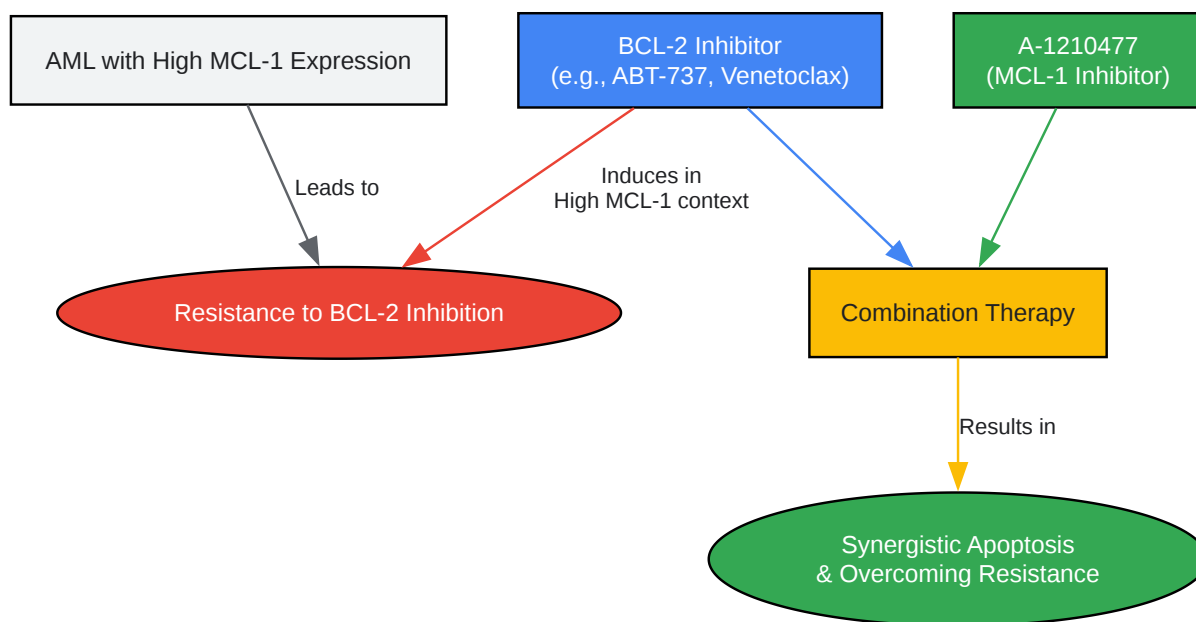 AML with High MCL-1 Expression
BCL-2 Inhibitor
(e.g., ABT-737, Venetoclax)
A-1210477
(MCL-1 Inhibitor)
Leads to
Induces in
High MCL-1 context
Resistance to BCL-2 Inhibition
Combination Therapy
Results in
Synergistic Apoptosis
& Overcoming Resistance